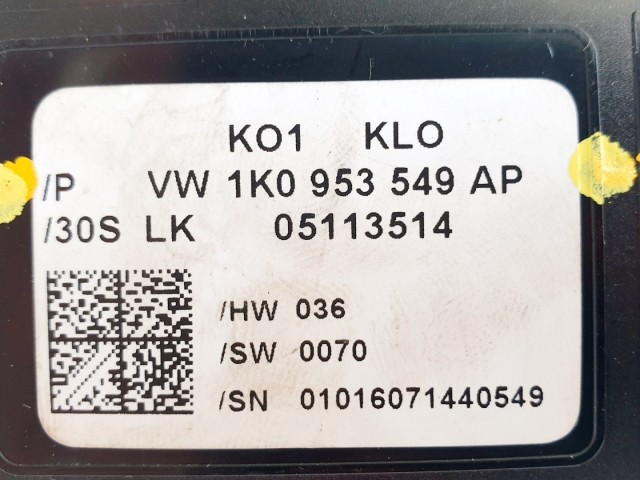 KO1 KLO
/P VW 1K0 953 549 AP
/30S LK 05113514
/HW 036
/SW 0070
/SN 01016071440549